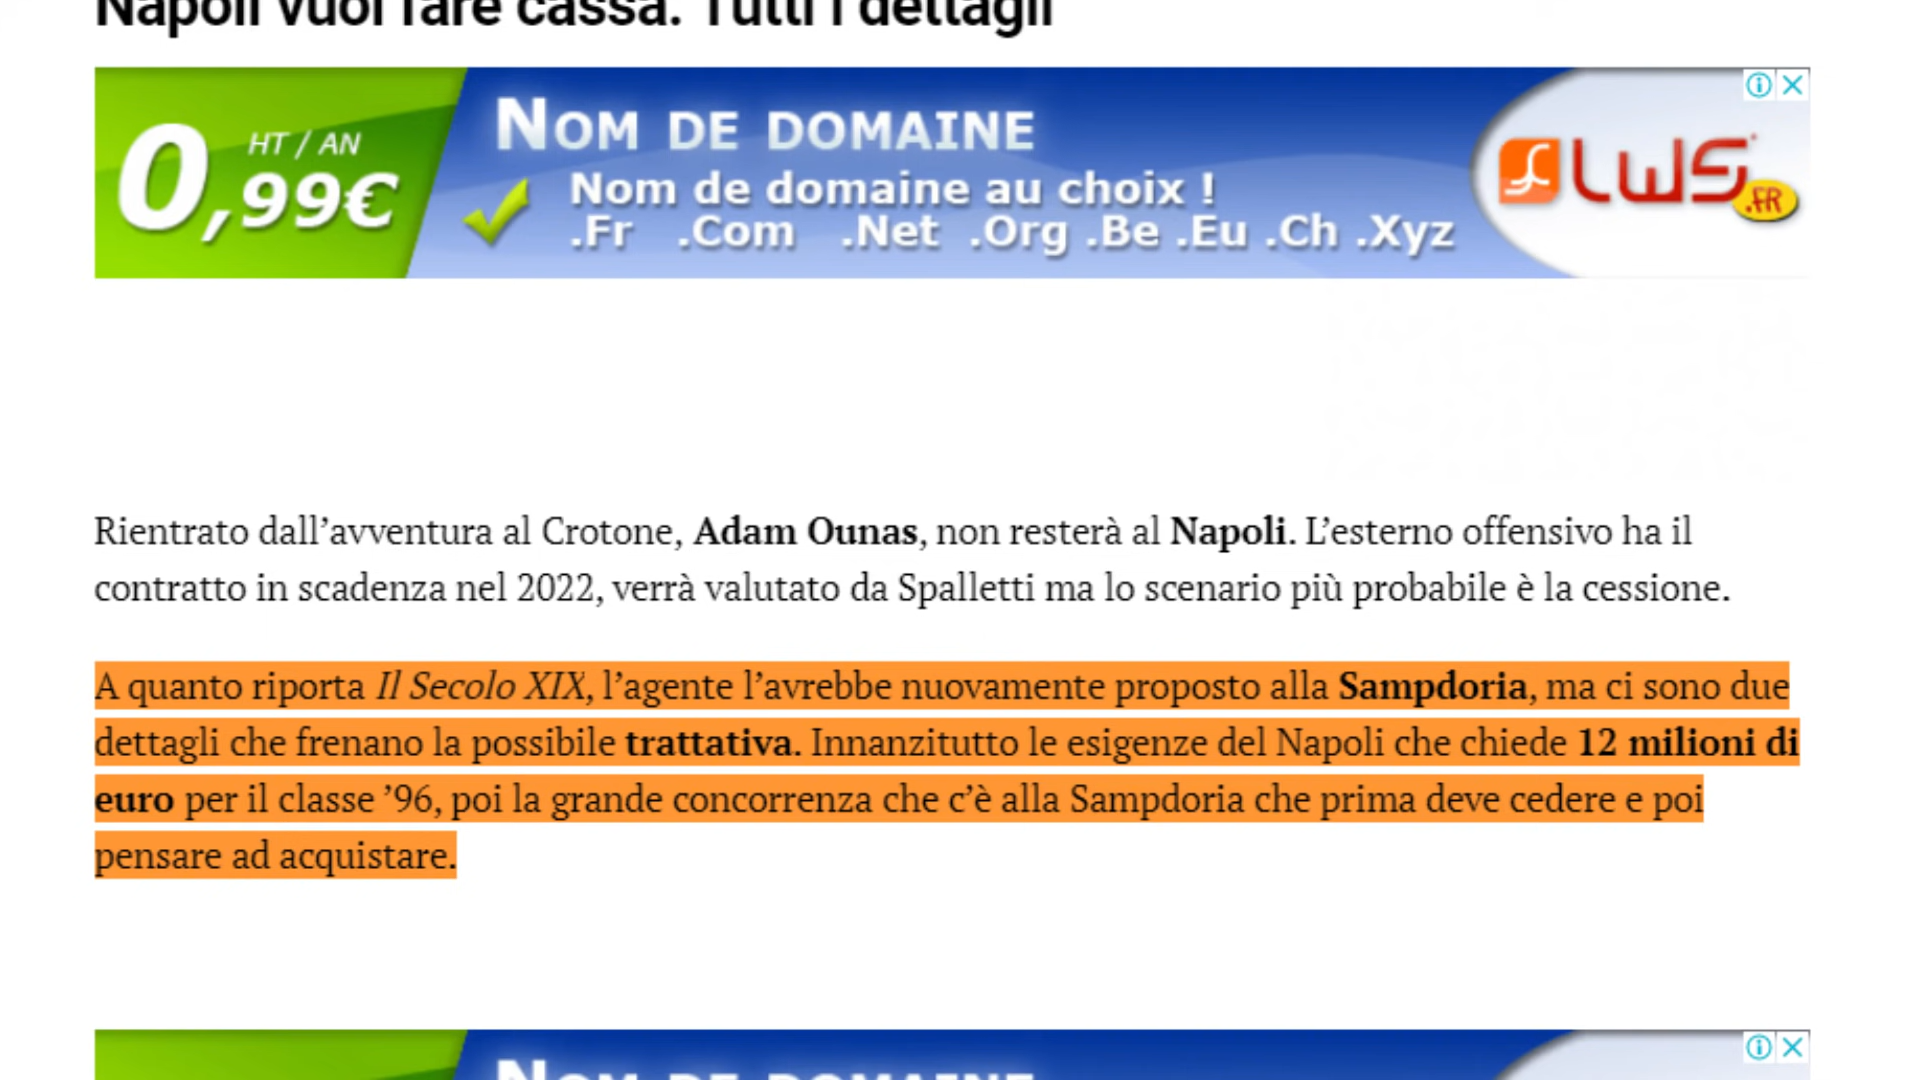 Napoli vuol fare cassa. Tutti i dettagli
0,99€ HT / AN
NOM DE DOMAINE
Nom de domaine au choix !
.Fr .Com .Net .Org .Be .Eu .Ch .Xyz
LWS .FR
Rientrato dall’avventura al Crotone, Adam Ounas, non resterà al Napoli. L’esterno offensivo ha il
contratto in scadenza nel 2022, verrà valutato da Spalletti ma lo scenario più probabile è la cessione.
A quanto riporta Il Secolo XIX, l’agente l’avrebbe nuovamente proposto alla Sampdoria, ma ci sono due
dettagli che frenano la possibile trattativa. Innanzitutto le esigenze del Napoli che chiede 12 milioni di
euro per il classe ’96, poi la grande concorrenza che c’è alla Sampdoria che prima deve cedere e poi
pensare ad acquistare.
NOM DE DOMAINE